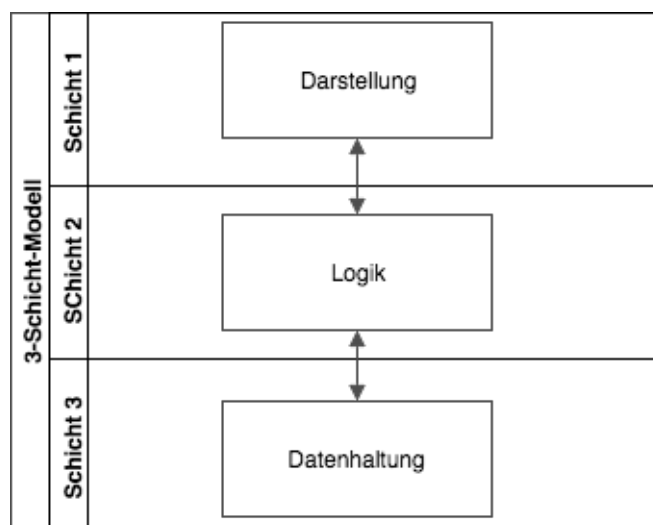 3-Schicht-Modell
Schicht 1
Darstellung
SChicht 2
Logik
Schicht 3
Datenhaltung